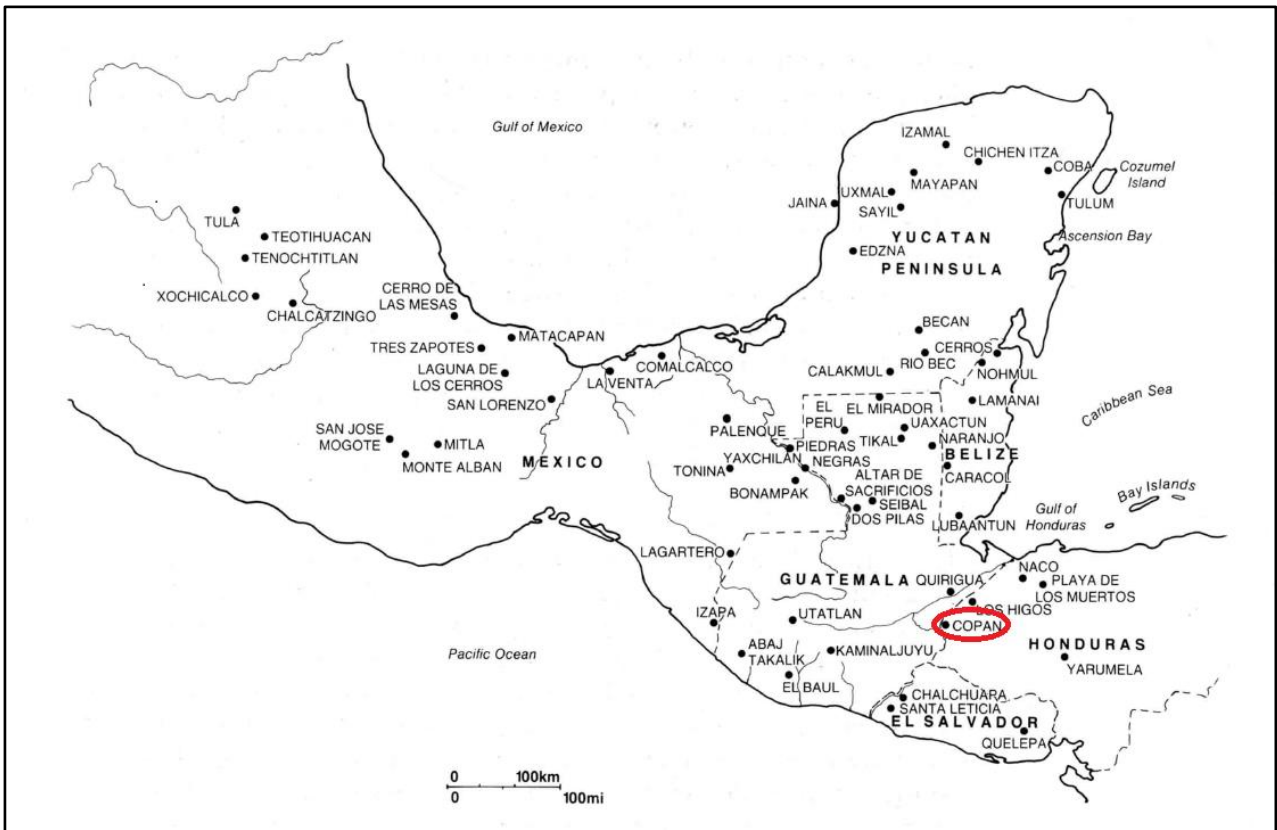 Gulf of Mexico
IZAMAL
CHICHEN ITZA
COBA
Cozumel
Island
MAYAPAN
UXMAL
JAINA
SAYIL
TULUM
TULA
TEOTIHUACAN
YUCATAN
Ascension Bay
TENOCHTITLAN
EDZNA
PENINSULA
XOCHICALCO
CERRO DE
LAS MESAS
CHALCATZINGO
BECAN
MATACAPAN
TRES ZAPOTES
CERROS
COMALCALCO
RIO BEC
LAGUNA DE
LOS CERROS
CALAKMUL
NOHMUL
LA VENTA
SAN LORENZO
EL MIRADOR
LAMANAI
Caribbean Sea
EL
PERU
UAXACTUN
PALENQUE
SAN JOSE
MOGOTE
MITLA
TIKAL
NARANJO
PIEDRAS
NEGRAS
BELIZE
MONTE ALBAN
MEXICO
YAXCHILAN
TONINA
ALTAR DE
SACRIFICIOS
CARACOL
BONAMPAK
SEIBAL
Bay Islands
DOS PILAS
Gulf of
Honduras
LUBAANTUN
LAGARTERO
NACO
GUATEMALA
QUIRIGUA
PLAYA DE
LOS MUERTOS
LOS HIGOS
IZAPA
UTATLAN
COPAN
HONDURAS
ABAJ
TAKALIK
KAMINALJUYU
Pacific Ocean
YARUMELA
EL BAUL
CHALCHUARA
SANTA LETICIA
EL SALVADOR
QUELEPA
0 100km
0 100mi